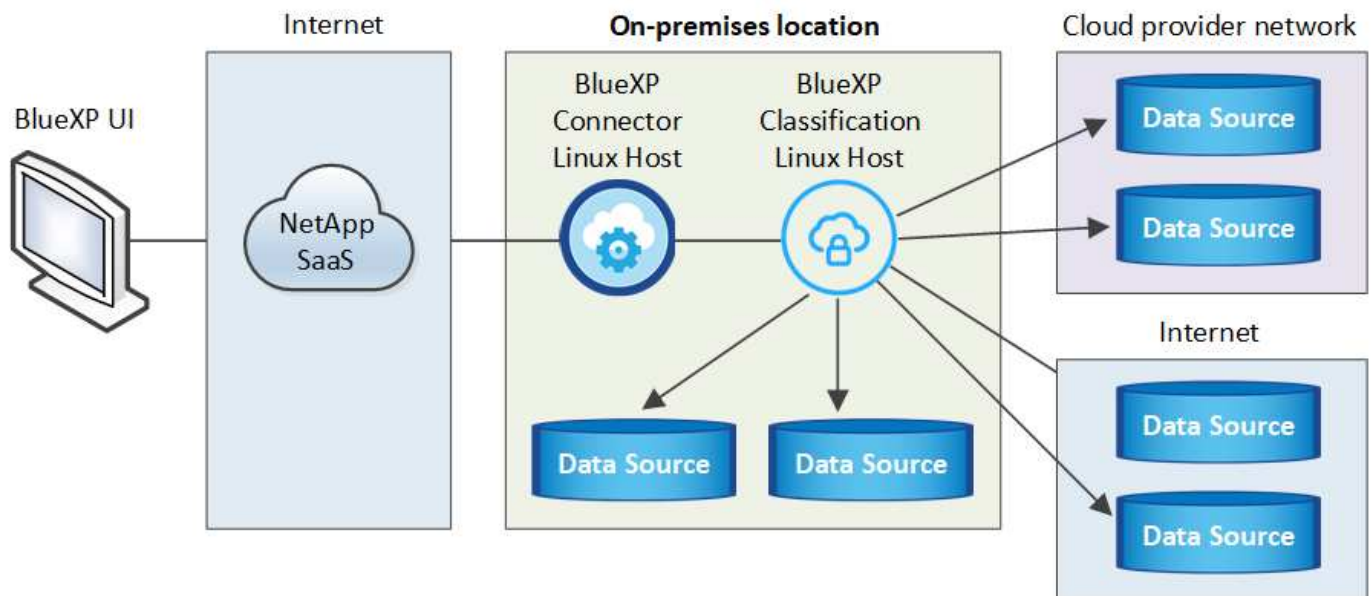 Internet
On-premises location
Cloud provider network
BlueXP UI
NetApp
SaaS
BlueXP
Connector
Linux Host
BlueXP
Classification
Linux Host
Data Source
Data Source
Data Source
Data Source
Internet
Data Source
Data Source